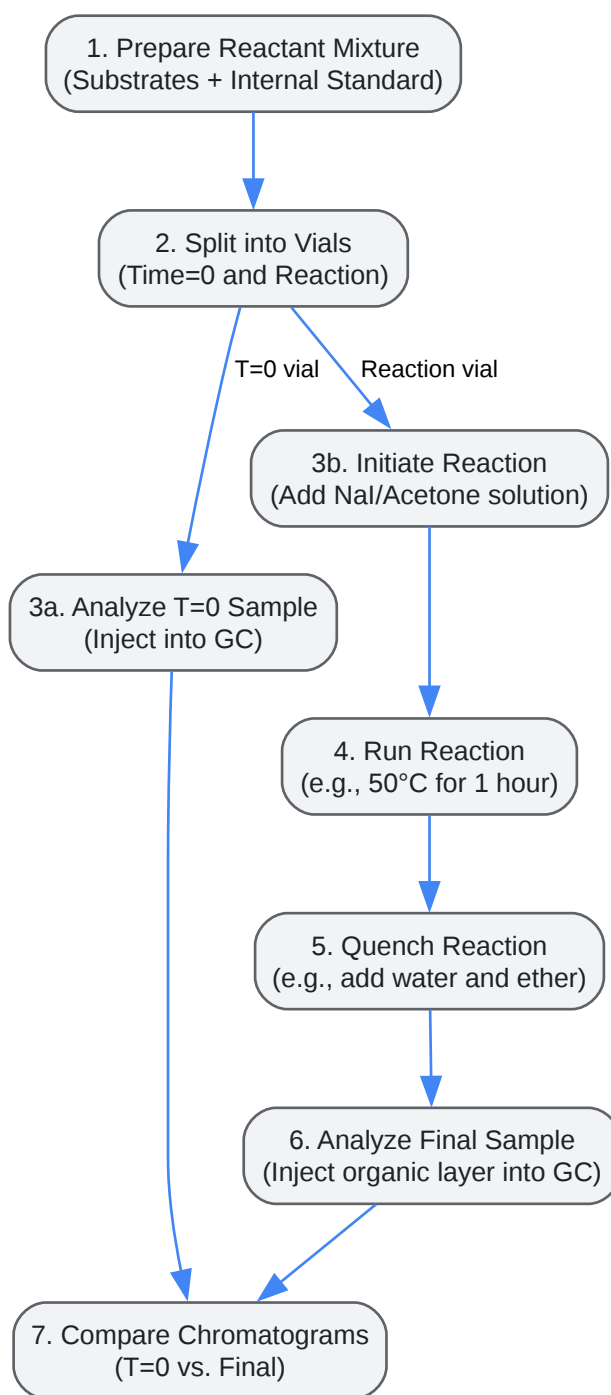 1. Prepare Reactant Mixture
(Substrates + Internal Standard)
2. Split into Vials
(Time=0 and Reaction)
T=0 vial
Reaction vial
3b. Initiate Reaction
(Add NaI/Acetone solution)
3a. Analyze T=0 Sample
(Inject into GC)
4. Run Reaction
(e.g., 50°C for 1 hour)
5. Quench Reaction
(e.g., add water and ether)
6. Analyze Final Sample
(Inject organic layer into GC)
7. Compare Chromatograms
(T=0 vs. Final)